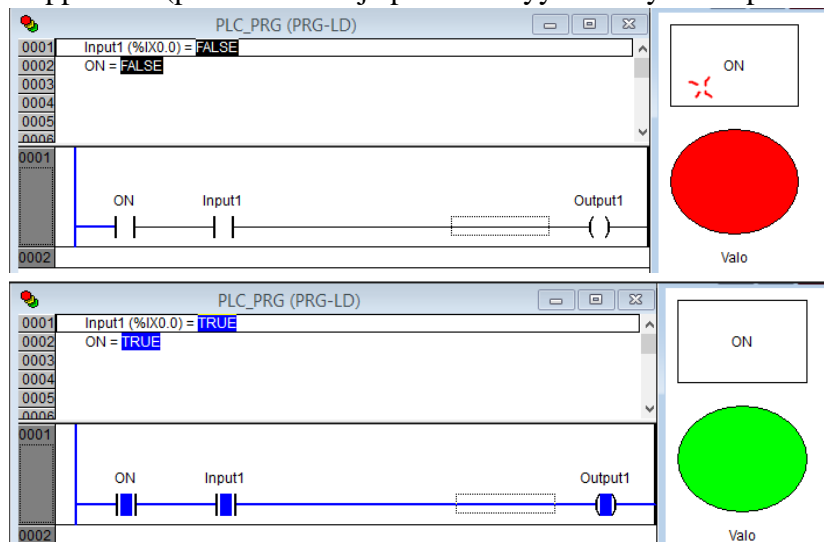 PLC_PRG (PRG-LD)
0001 Input1 (%IX0.0) = FALSE
0002 ON = FALSE
0003
0004
0005
0006
0001
ON Input1 Output1
0002
ON
Valo
PLC_PRG (PRG-LD)
0001 Input1 (%IX0.0) = TRUE
0002 ON = TRUE
0003
0004
0005
0006
0001
ON Input1 Output1
0002
ON
Valo